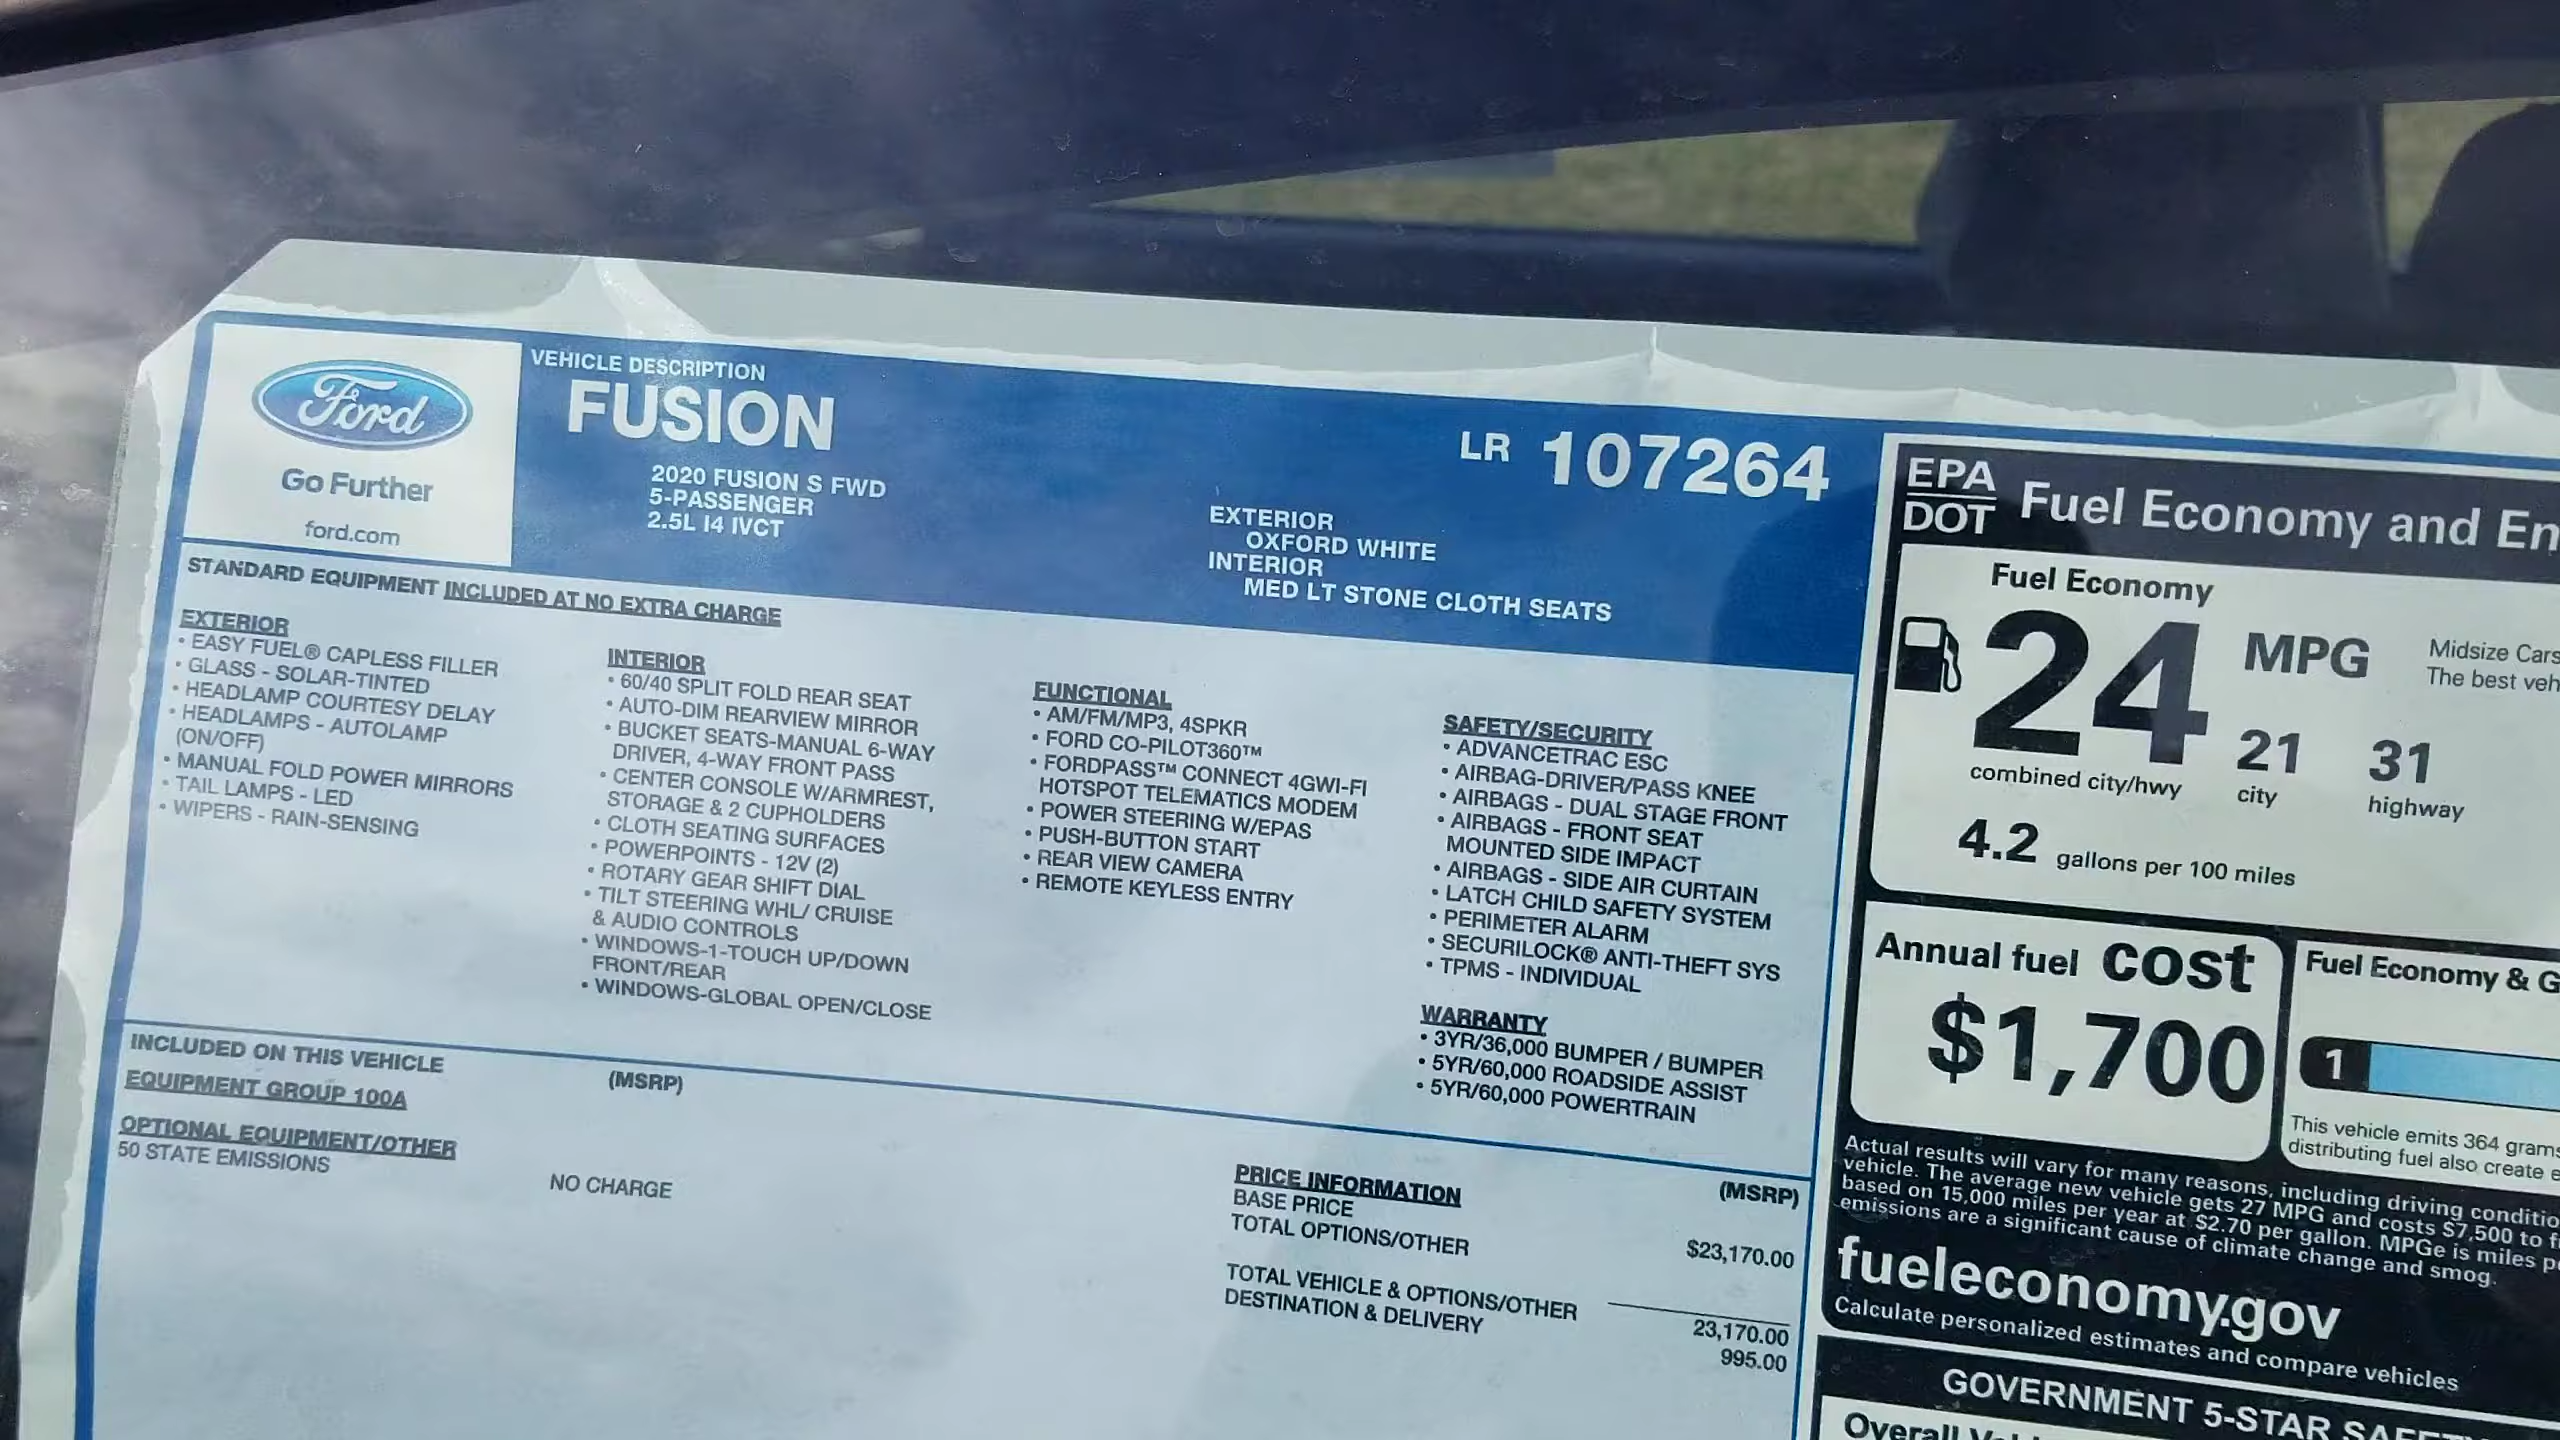 Ford
Go Further
ford.com
VEHICLE DESCRIPTION
FUSION
2020 FUSION S FWD
5-PASSENGER
2.5L I4 IVCT
LR 107264
EXTERIOR
OXFORD WHITE
INTERIOR
MED LT STONE CLOTH SEATS
STANDARD EQUIPMENT INCLUDED AT NO EXTRA CHARGE
EXTERIOR
• EASY FUEL® CAPLESS FILLER
• GLASS - SOLAR-TINTED
• HEADLAMP COURTESY DELAY
• HEADLAMPS - AUTOLAMP
(ON/OFF)
• MANUAL FOLD POWER MIRRORS
• TAIL LAMPS - LED
• WIPERS - RAIN-SENSING
INTERIOR
• 60/40 SPLIT FOLD REAR SEAT
• AUTO-DIM REARVIEW MIRROR
• BUCKET SEATS-MANUAL 6-WAY
DRIVER, 4-WAY FRONT PASS
• CENTER CONSOLE W/ARMREST,
STORAGE & 2 CUPHOLDERS
• CLOTH SEATING SURFACES
• POWERPOINTS - 12V (2)
• ROTARY GEAR SHIFT DIAL
• TILT STEERING WHL/ CRUISE
& AUDIO CONTROLS
• WINDOWS-1-TOUCH UP/DOWN
FRONT/REAR
• WINDOWS-GLOBAL OPEN/CLOSE
FUNCTIONAL
• AM/FM/MP3, 4SPKR
• FORD CO-PILOT360™
• FORDPASS™ CONNECT 4GWI-FI
HOTSPOT TELEMATICS MODEM
• POWER STEERING W/EPAS
• PUSH-BUTTON START
• REAR VIEW CAMERA
• REMOTE KEYLESS ENTRY
SAFETY/SECURITY
• ADVANCETRAC ESC
• AIRBAG-DRIVER/PASS KNEE
• AIRBAGS - DUAL STAGE FRONT
• AIRBAGS - FRONT SEAT
MOUNTED SIDE IMPACT
• AIRBAGS - SIDE AIR CURTAIN
• LATCH CHILD SAFETY SYSTEM
• PERIMETER ALARM
• SECURILOCK® ANTI-THEFT SYS
• TPMS - INDIVIDUAL
WARRANTY
• 3YR/36,000 BUMPER / BUMPER
• 5YR/60,000 ROADSIDE ASSIST
• 5YR/60,000 POWERTRAIN
INCLUDED ON THIS VEHICLE
(MSRP)
EQUIPMENT GROUP 100A
OPTIONAL EQUIPMENT/OTHER
50 STATE EMISSIONS
NO CHARGE
PRICE INFORMATION
(MSRP)
BASE PRICE
$23,170.00
TOTAL OPTIONS/OTHER
TOTAL VEHICLE & OPTIONS/OTHER
23,170.00
DESTINATION & DELIVERY
995.00
EPA
DOT
Fuel Economy and En
Fuel Economy
24 MPG
Midsize Cars
The best veh
combined city/hwy
21
city
31
highway
4.2 gallons per 100 miles
Annual fuel cost
$1,700
Fuel Economy & G
1
This vehicle emits 364 grams
distributing fuel also create e
Actual results will vary for many reasons, including driving conditio
vehicle. The average new vehicle gets 27 MPG and costs $7,500 to f
based on 15,000 miles per year at $2.70 per gallon. MPGe is miles p
emissions are a significant cause of climate change and smog.
fueleconomy.gov
Calculate personalized estimates and compare vehicles
GOVERNMENT 5-STAR SAFET
Overall